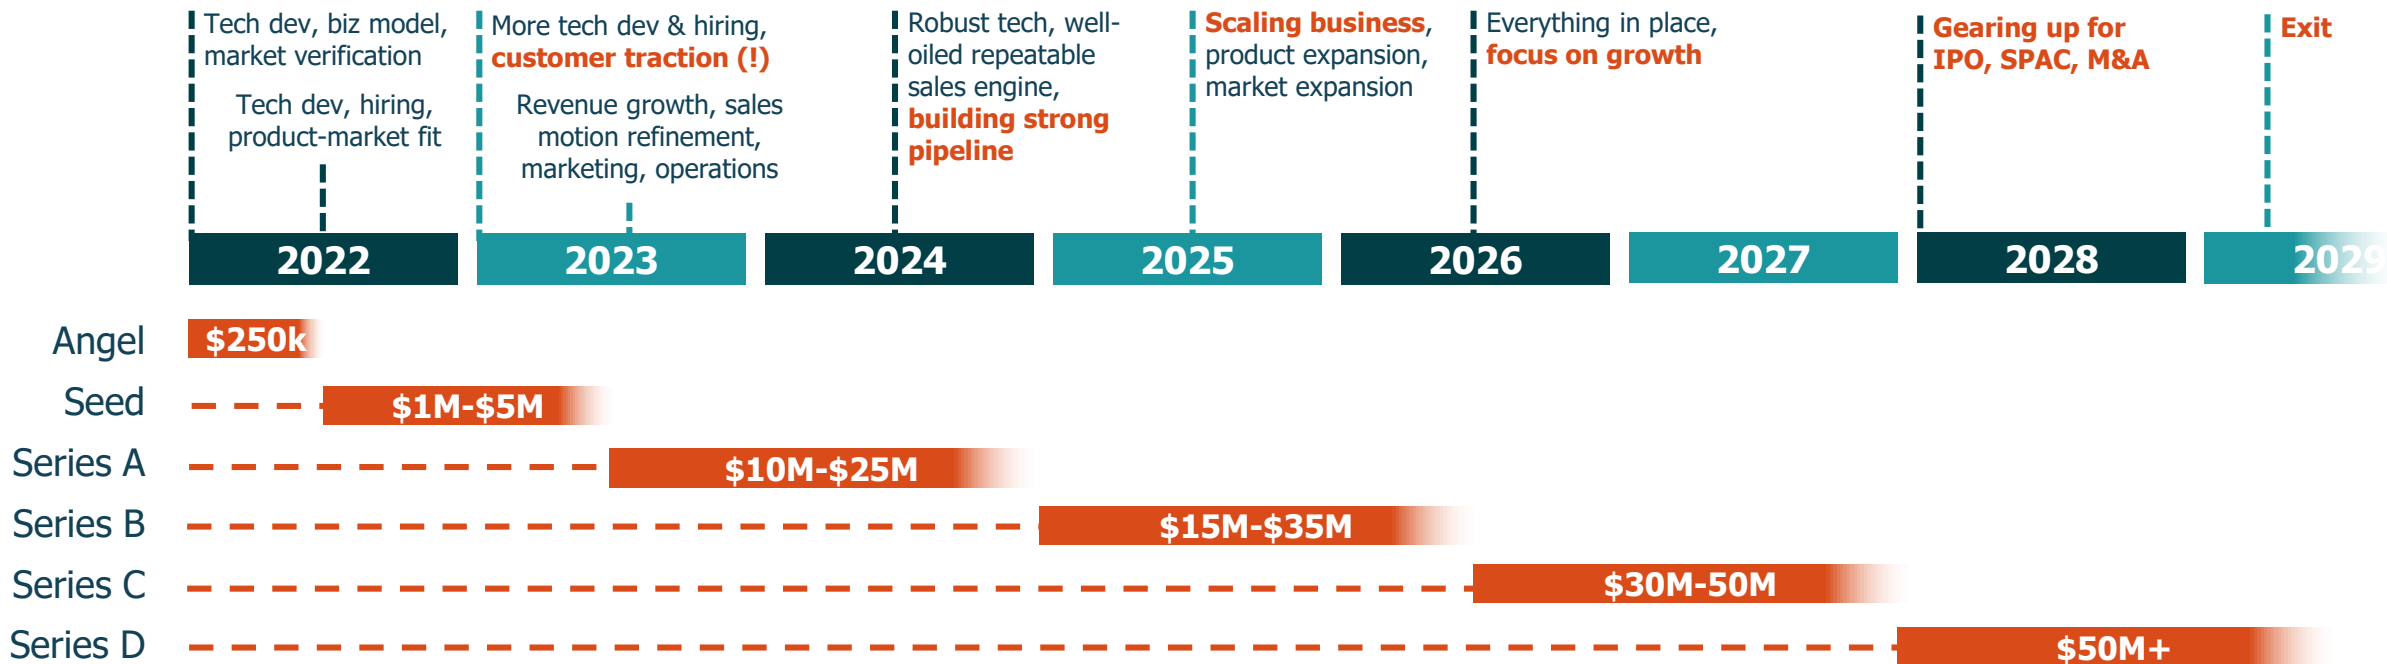 Tech dev, biz model,
market verification
Tech dev, hiring,
product-market fit
More tech dev & hiring,
customer traction (!)
Revenue growth, sales
motion refinement,
marketing, operations
Robust tech, well-
oiled repeatable
sales engine,
building strong
pipeline
Scaling business,
product expansion,
market expansion
Everything in place,
focus on growth
Gearing up for
IPO, SPAC, M&A
Exit
2022
2023
2024
2025
2026
2027
2028
2029
Angel
$250k
Seed
$1M-$5M
Series A
$10M-$25M
Series B
$15M-$35M
Series C
$30M-50M
Series D
$50M+